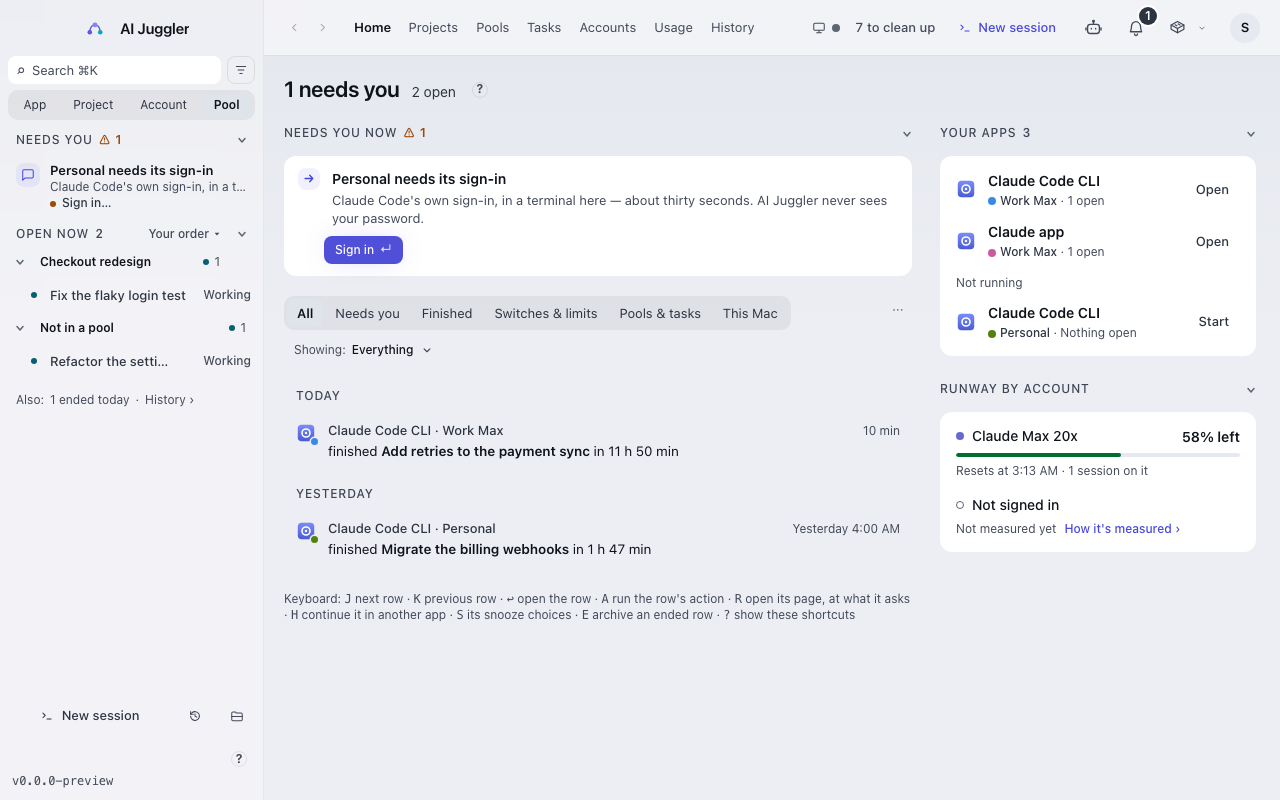 AI Juggler
Search ⌘K
App Project Account Pool
NEEDS YOU 1
Personal needs its sign-in
Claude Code's own sign-in, in a t…
Sign in…
OPEN NOW 2 Your order
Checkout redesign 1
Fix the flaky login test Working
Not in a pool 1
Refactor the setti… Working
Also: 1 ended today · History ›
New session
?
v0.0.0-preview
Home Projects Pools Tasks Accounts Usage History 7 to clean up New session 1 S
1 needs you 2 open ?
NEEDS YOU NOW 1
Personal needs its sign-in
Claude Code's own sign-in, in a terminal here — about thirty seconds. AI Juggler never sees
your password.
Sign in ↵
All Needs you Finished Switches & limits Pools & tasks This Mac ...
Showing: Everything
TODAY
Claude Code CLI · Work Max 10 min
finished Add retries to the payment sync in 11 h 50 min
YESTERDAY
Claude Code CLI · Personal Yesterday 4:00 AM
finished Migrate the billing webhooks in 1 h 47 min
Keyboard: J next row · K previous row · ↩ open the row · A run the row's action · R open its page, at what it asks
· H continue it in another app · S its snooze choices · E archive an ended row · ? show these shortcuts
YOUR APPS 3
Claude Code CLI
Work Max · 1 open Open
Claude app
Work Max · 1 open Open
Not running
Claude Code CLI
Personal · Nothing open Start
RUNWAY BY ACCOUNT
Claude Max 20x 58% left
Resets at 3:13 AM · 1 session on it
Not signed in
Not measured yet How it's measured ›